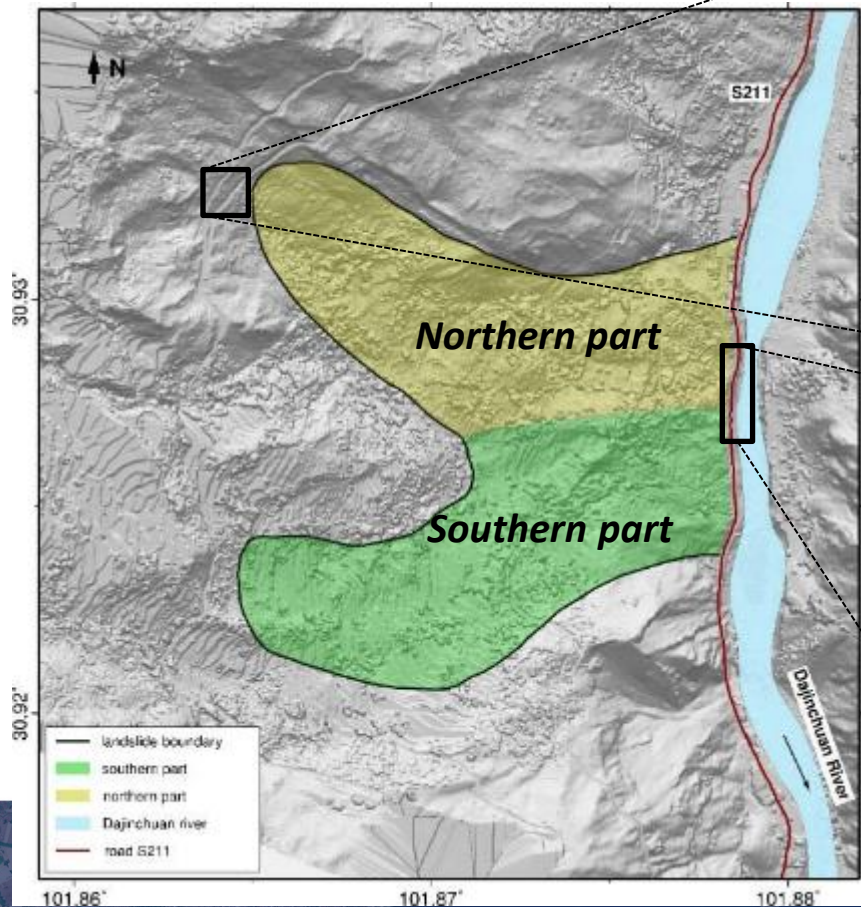 N
S211
30.93°
Northern part
Southern part
30.92°
Dajinchuan River
landslide boundary
southern part
northern part
Dajinchuan river
road S211
101.86°
101.87°
101.88°